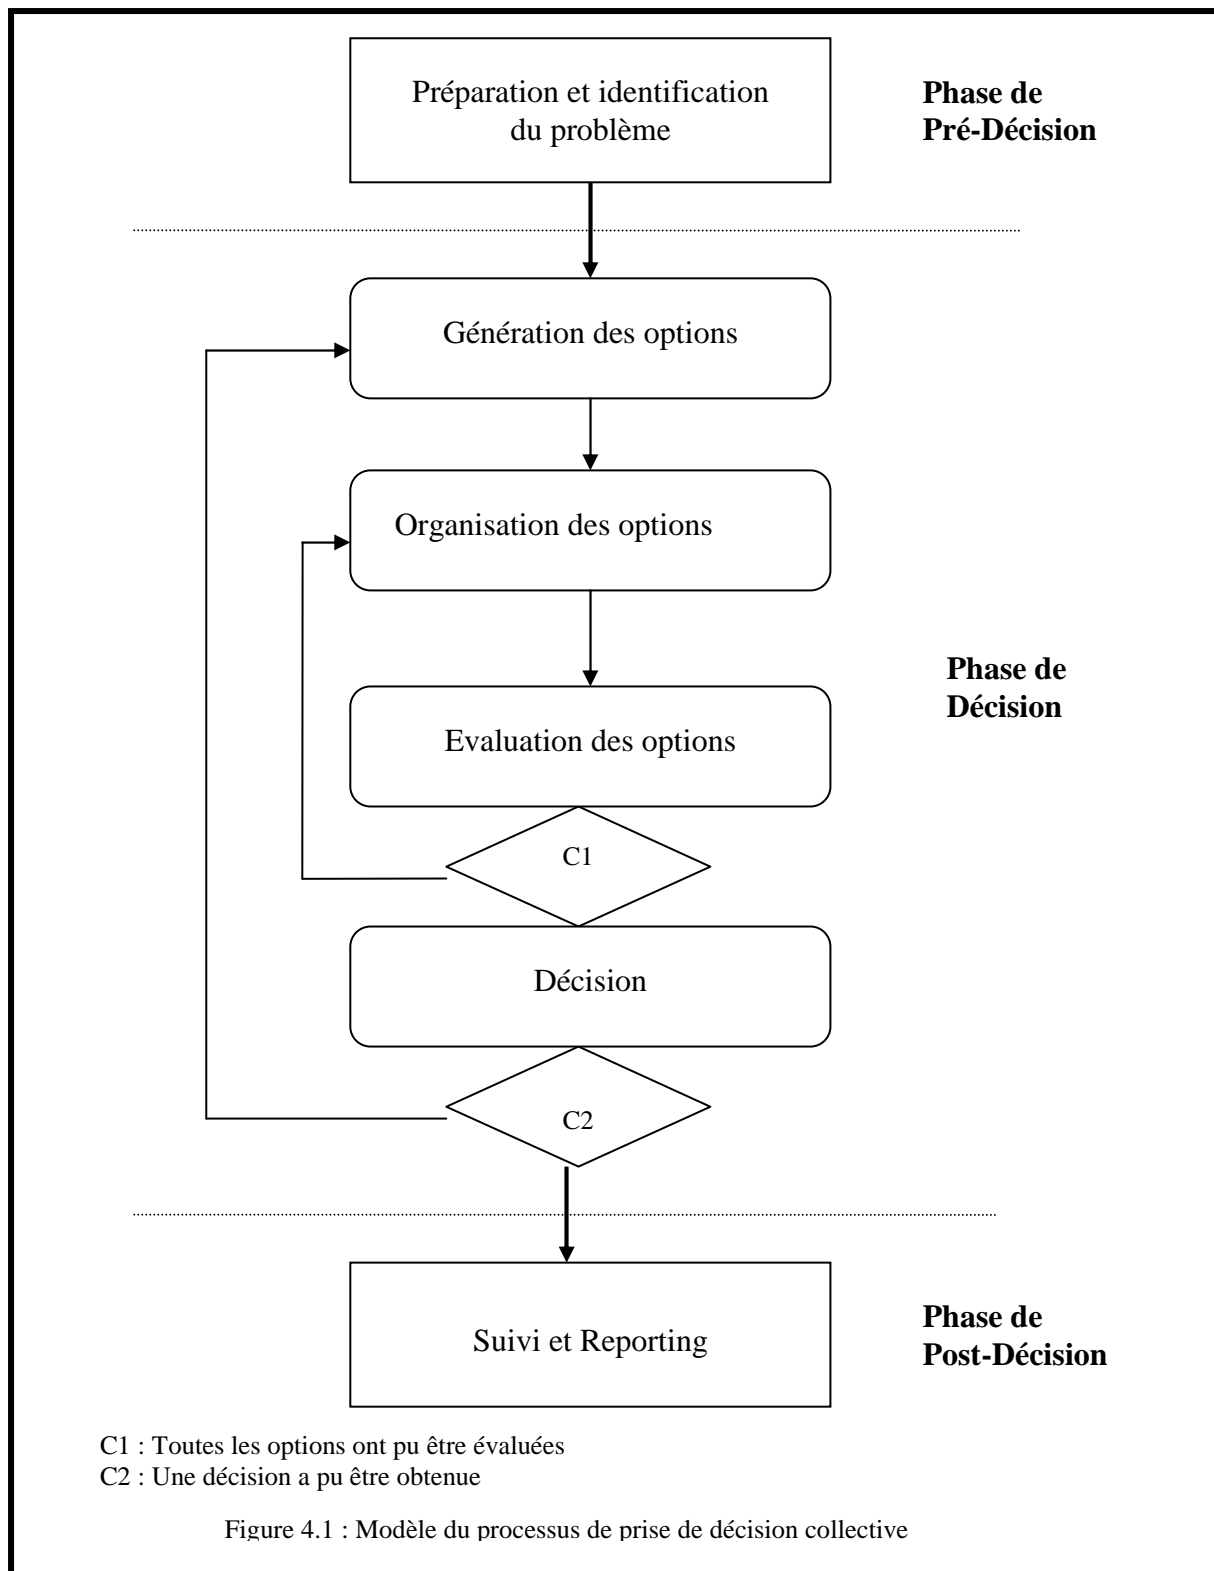 Préparation et identification
du problème
Phase de
Pré-Décision
Génération des options
Organisation des options
Phase de
Décision
Evaluation des options
C1
Décision
C2
Suivi et Reporting
Phase de
Post-Décision
C1 : Toutes les options ont pu être évaluées
C2 : Une décision a pu être obtenue
Figure 4.1 : Modèle du processus de prise de décision collective